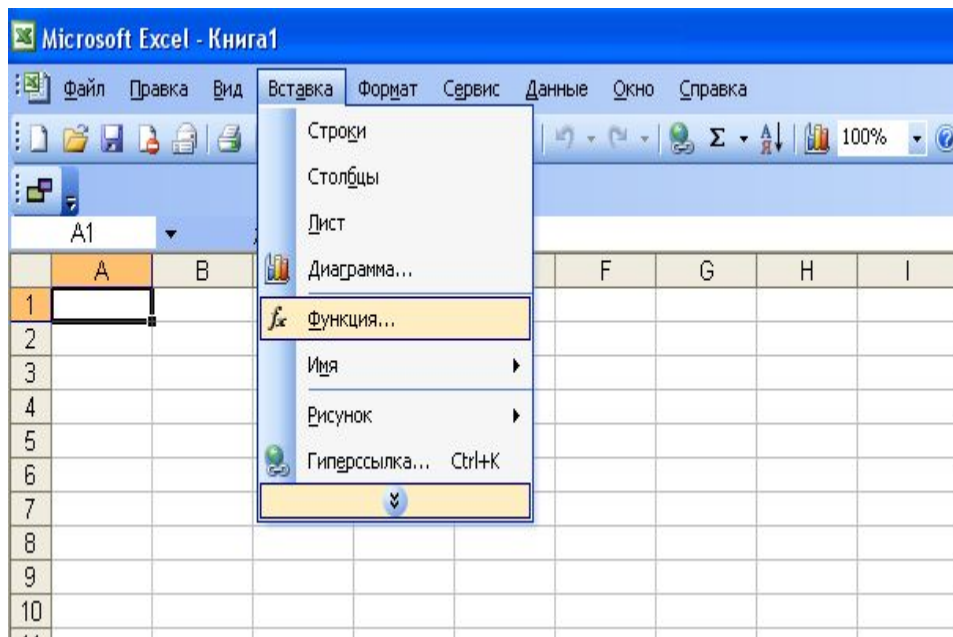 Microsoft Excel - Книга1
Файл Правка Вид Вставка Формат Сервис Данные Окно Справка
Σ А Я 100%
A1
Строки
Столбцы
Лист
Диаграмма...
fx Функция...
Имя
Рисунок
Гиперссылка... Ctrl+K
A B F G H I
1
2
3
4
5
6
7
8
9
10